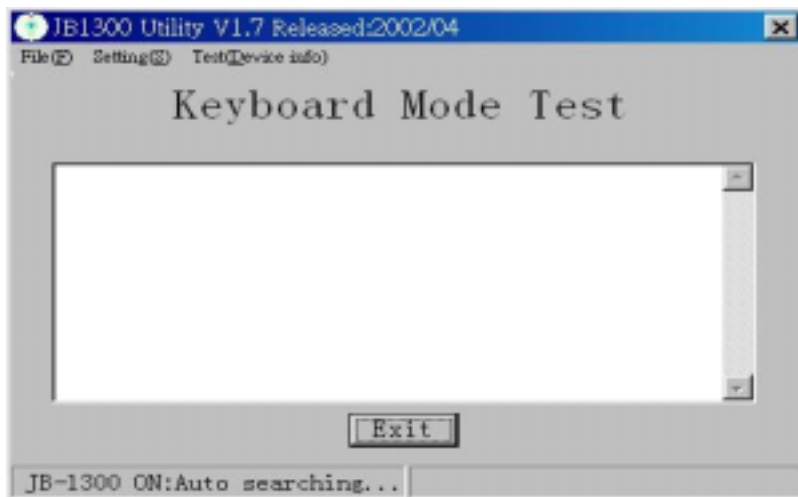 JB1300 Utility V1.7 Released:2002/04
File(F) Setting(S) Test(Device info)
Keyboard Mode Test
Exit
JB-1300 ON:Auto searching...